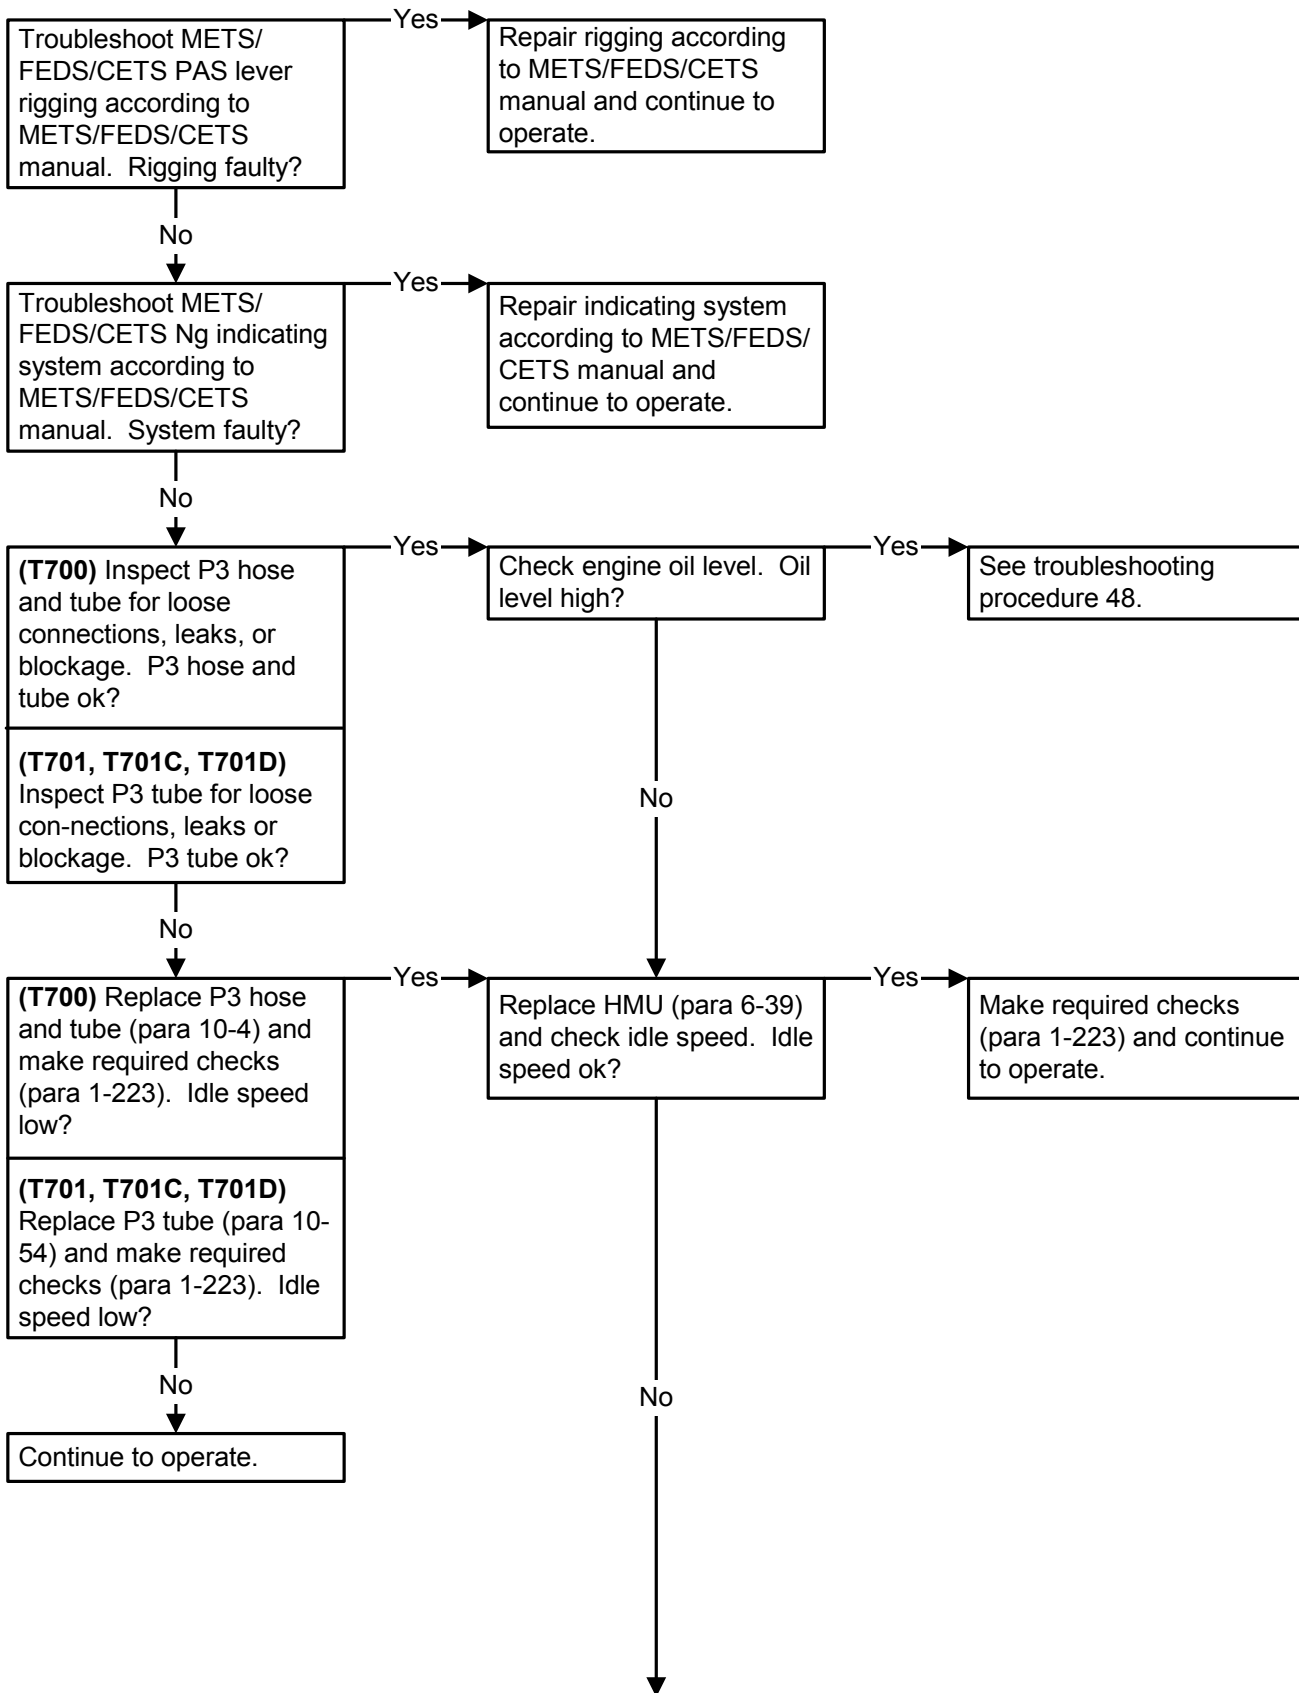 Troubleshoot METS/
FEDS/CETS PAS lever
rigging according to
METS/FEDS/CETS
manual.  Rigging faulty?
Yes
Repair rigging according
to METS/FEDS/CETS
manual and continue to
operate.
No
Troubleshoot METS/
FEDS/CETS Ng indicating
system according to
METS/FEDS/CETS
manual.  System faulty?
Yes
Repair indicating system
according to METS/FEDS/
CETS manual and
continue to operate.
No
(T700) Inspect P3 hose
and tube for loose
connections, leaks, or
blockage.  P3 hose and
tube ok?
(T701, T701C, T701D)
Inspect P3 tube for loose
con-nections, leaks or
blockage.  P3 tube ok?
Yes
Check engine oil level.  Oil
level high?
Yes
See troubleshooting
procedure 48.
No
No
(T700) Replace P3 hose
and tube (para 10-4) and
make required checks
(para 1-223).  Idle speed
low?
(T701, T701C, T701D)
Replace P3 tube (para 10-
54) and make required
checks (para 1-223).  Idle
speed low?
Yes
Replace HMU (para 6-39)
and check idle speed.  Idle
speed ok?
Yes
Make required checks
(para 1-223) and continue
to operate.
No
No
Continue to operate.